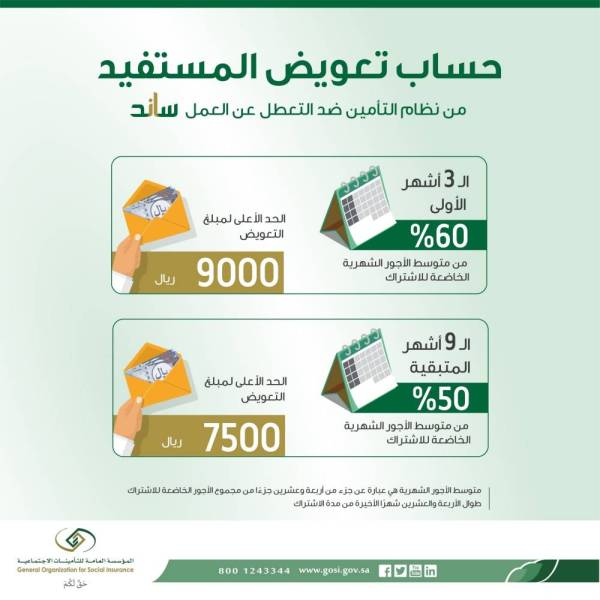 حساب تعويض المستفيد
من نظام التأمين ضد التعطل عن العمل ساند
الـ 3 أشهر
الأولى
%60
من متوسط الأجور الشهرية
الخاضعة للاشتراك
الحد الأعلى لمبلغ
التعويض
9000 ريال
الـ 9 أشهر
المتبقية
%50
من متوسط الأجور الشهرية
الخاضعة للاشتراك
الحد الأعلى لمبلغ
التعويض
7500 ريال
متوسط الأجور الشهرية هي عبارة عن جزء من أربعة وعشرين جزءًا من مجموع الأجور الخاضعة للاشتراك
طوال الأربعة والعشرين شهرًا الأخيرة من مدة الاشتراك
المؤسسة العامة للتأمينات الاجتماعية
General Organization for Social Insurance
حق لكم
800 1243344 www.gosi.gov.sa